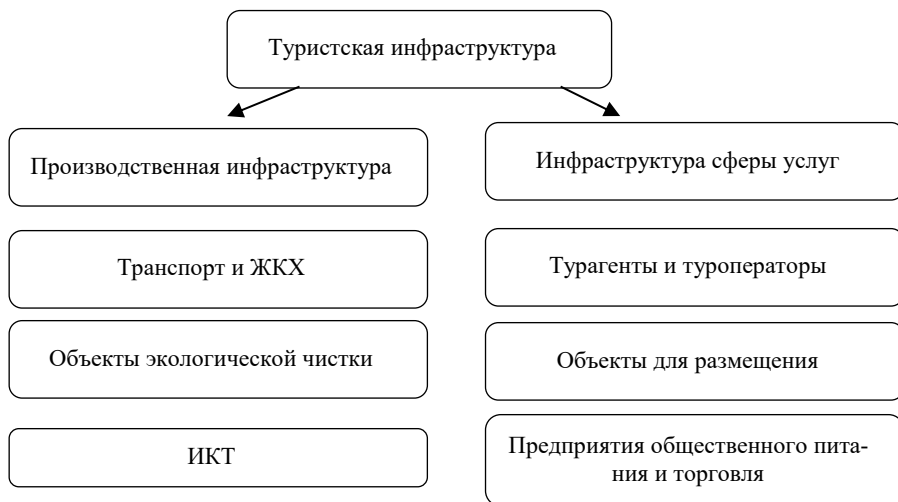 Туристская инфраструктура
Производственная инфраструктура
Инфраструктура сферы услуг
Транспорт и ЖКХ
Турагенты и туроператоры
Объекты экологической чистки
Объекты для размещения
ИКТ
Предприятия общественного пита-
ния и торговля